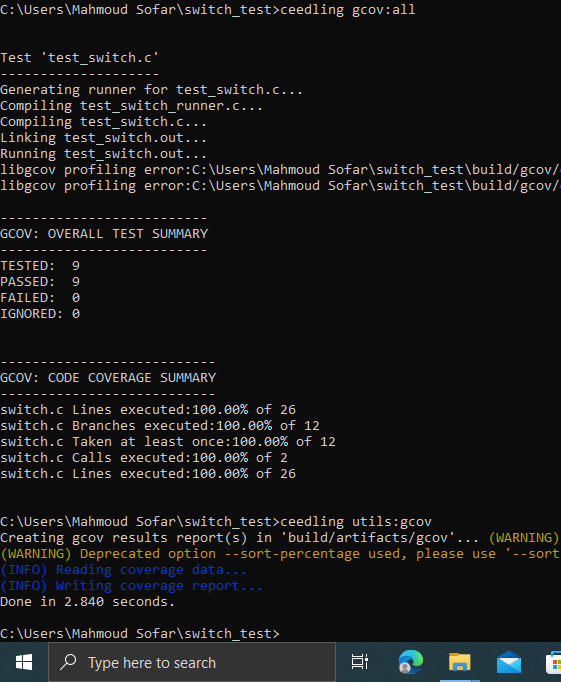 C:\Users\Mahmoud Sofar\switch_test>ceedling gcov:all
Test 'test_switch.c'
--------------------
Generating runner for test_switch.c...
Compiling test_switch_runner.c...
Compiling test_switch.c...
Linking test_switch.out...
Running test_switch.out...
libgcov profiling error:C:\Users\Mahmoud Sofar\switch_test\build/gcov/
libgcov profiling error:C:\Users\Mahmoud Sofar\switch_test\build/gcov/
--------------------------
GCOV: OVERALL TEST SUMMARY
--------------------------
TESTED:  9
PASSED:  9
FAILED:  0
IGNORED: 0
---------------------------
GCOV: CODE COVERAGE SUMMARY
---------------------------
switch.c Lines executed:100.00% of 26
switch.c Branches executed:100.00% of 12
switch.c Taken at least once:100.00% of 12
switch.c Calls executed:100.00% of 2
switch.c Lines executed:100.00% of 26
C:\Users\Mahmoud Sofar\switch_test>ceedling utils:gcov
Creating gcov results report(s) in 'build/artifacts/gcov'... (WARNING)
(WARNING) Deprecated option --sort-percentage used, please use '--sort
(INFO) Reading coverage data...
(INFO) Writing coverage report...
Done in 2.840 seconds.
C:\Users\Mahmoud Sofar\switch_test>
Type here to search